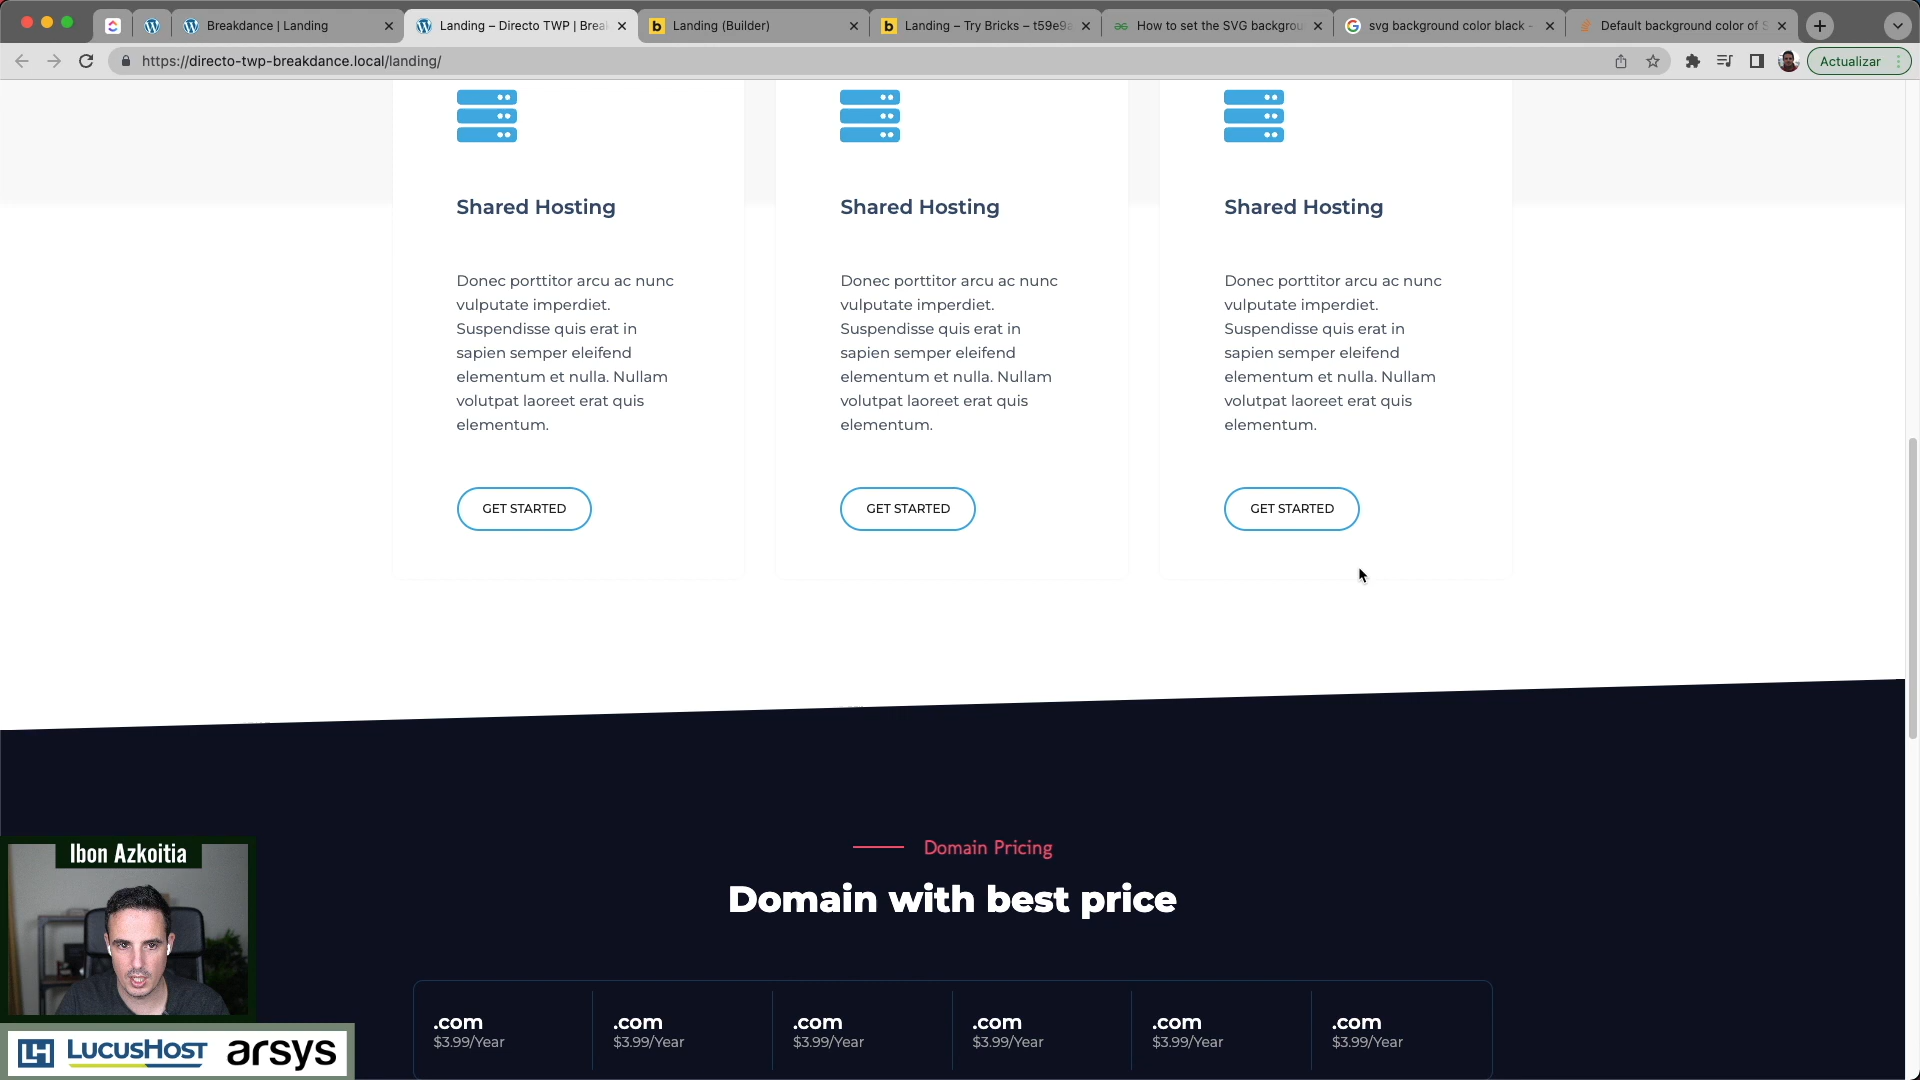 Breakdance | Landing
Landing – Directo TWP | Break
Landing (Builder)
Landing – Try Bricks – t59e9a
How to set the SVG backgrou
svg background color black -
Default background color of S
https://directo-twp-breakdance.local/landing/
Actualizar
Shared Hosting
Donec porttitor arcu ac nunc
vulputate imperdiet.
Suspendisse quis erat in
sapien semper eleifend
elementum et nulla. Nullam
volutpat laoreet erat quis
elementum.
GET STARTED
Shared Hosting
Donec porttitor arcu ac nunc
vulputate imperdiet.
Suspendisse quis erat in
sapien semper eleifend
elementum et nulla. Nullam
volutpat laoreet erat quis
elementum.
GET STARTED
Shared Hosting
Donec porttitor arcu ac nunc
vulputate imperdiet.
Suspendisse quis erat in
sapien semper eleifend
elementum et nulla. Nullam
volutpat laoreet erat quis
elementum.
GET STARTED
Domain Pricing
Domain with best price
.com
$3.99/Year
.com
$3.99/Year
.com
$3.99/Year
.com
$3.99/Year
.com
$3.99/Year
.com
$3.99/Year
Ibon Azkoitia
LH LUCUSHOST arsys